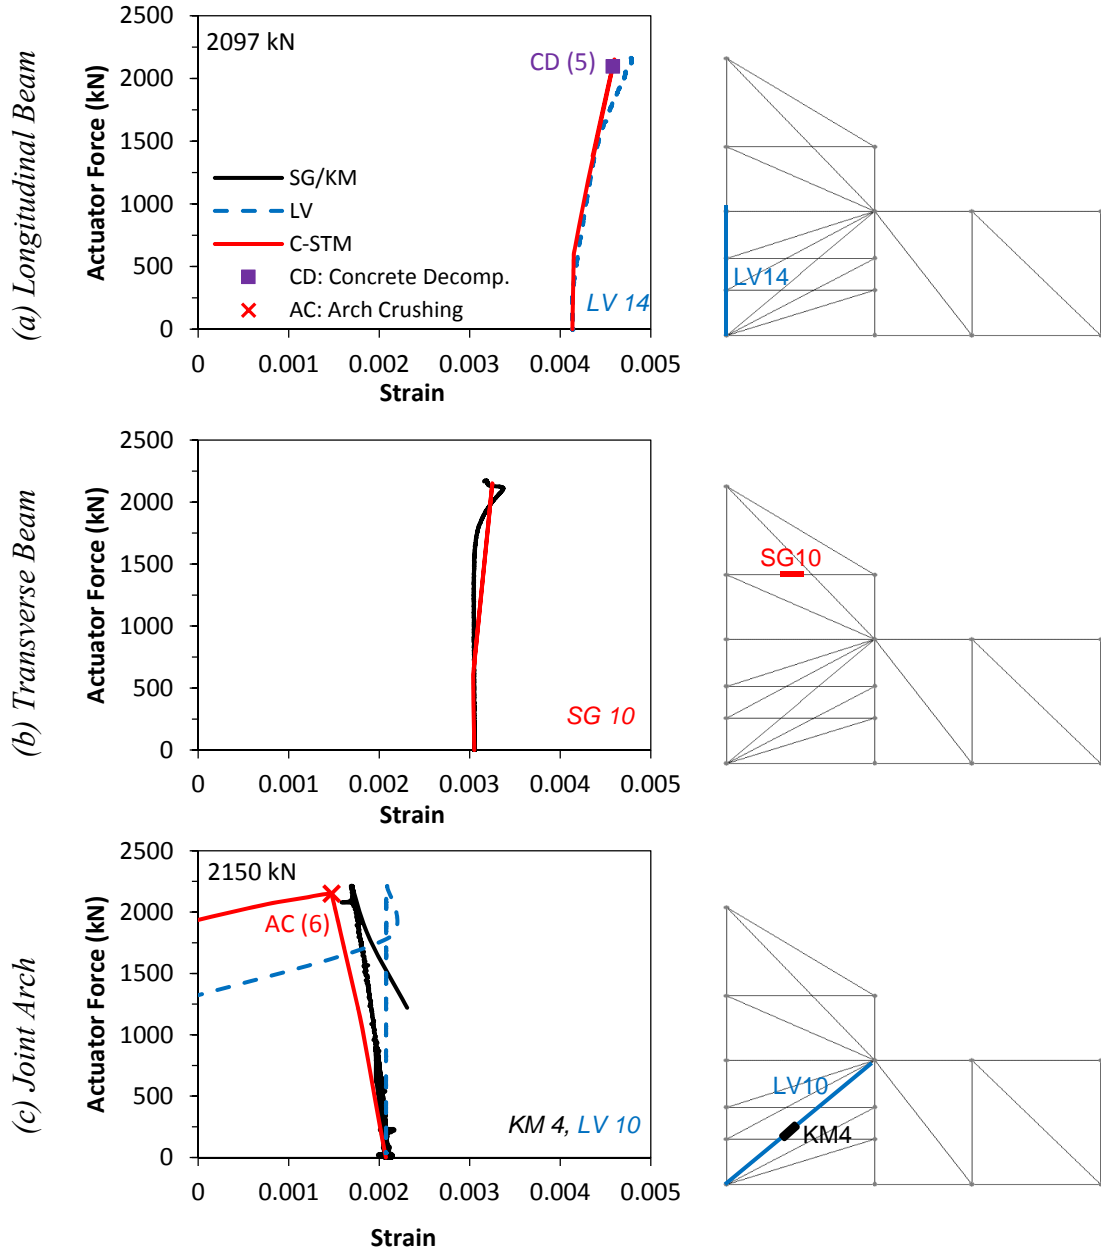 (a) Longitudinal Beam
Actuator Force (kN)
2500
2000
1500
1000
500
0
2097 kN
CD (5)
SG/KM
LV
C-STM
CD: Concrete Decomp.
AC: Arch Crushing
LV 14
0 0.001 0.002 0.003 0.004 0.005
Strain
LV14
(b) Transverse Beam
Actuator Force (kN)
2500
2000
1500
1000
500
0
SG 10
0 0.001 0.002 0.003 0.004 0.005
Strain
SG10
(c) Joint Arch
Actuator Force (kN)
2500
2000
1500
1000
500
0
2150 kN
AC (6)
KM 4, LV 10
0 0.001 0.002 0.003 0.004 0.005
Strain
LV10
KM4